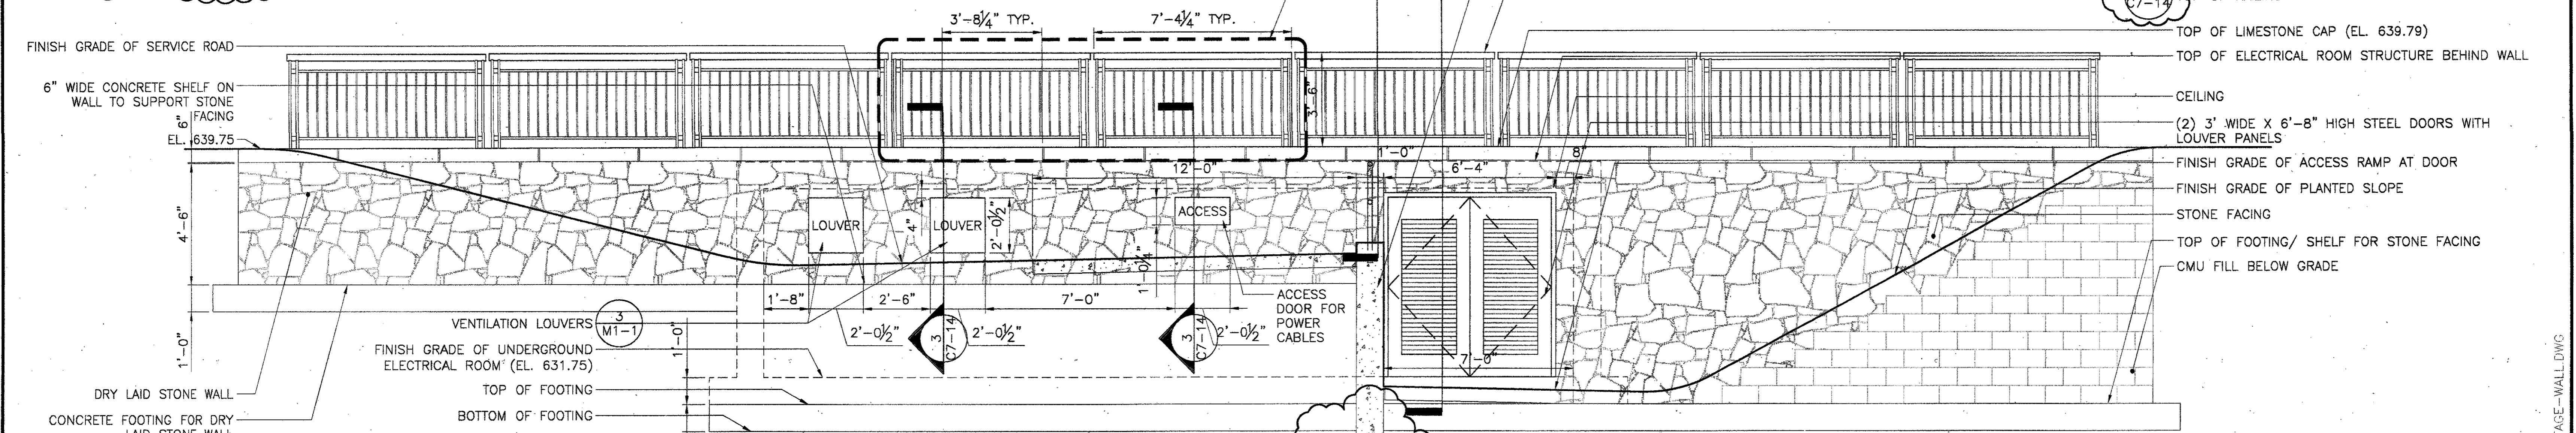 3'-8¼" TYP.
7'-4¼" TYP.
C7-14
FINISH GRADE OF SERVICE ROAD
6" WIDE CONCRETE SHELF ON
WALL TO SUPPORT STONE
FACING
6"
EL. 639.75
4'-6"
1'-0"
DRY LAID STONE WALL
CONCRETE FOOTING FOR DRY
LAID STONE WALL
3'-6"
1'-0"
8"
12'-0"
6'-4"
LOUVER
LOUVER
4"
2'-0½"
ACCESS
1'-0¼"
1'-8"
2'-6"
7'-0"
ACCESS
DOOR FOR
POWER
CABLES
VENTILATION LOUVERS
3
M1-1
2'-0½"
3
C7-14
2'-0½"
3
C7-14
2'-0½"
1'-0"
FINISH GRADE OF UNDERGROUND
ELECTRICAL ROOM (EL. 631.75)
TOP OF FOOTING
BOTTOM OF FOOTING
7'-0"
TOP OF LIMESTONE CAP (EL. 639.79)
TOP OF ELECTRICAL ROOM STRUCTURE BEHIND WALL
CEILING
(2) 3' WIDE X 6'-8" HIGH STEEL DOORS WITH
LOUVER PANELS
FINISH GRADE OF ACCESS RAMP AT DOOR
FINISH GRADE OF PLANTED SLOPE
STONE FACING
TOP OF FOOTING/ SHELF FOR STONE FACING
CMU FILL BELOW GRADE
TAGE-WALL.DWG